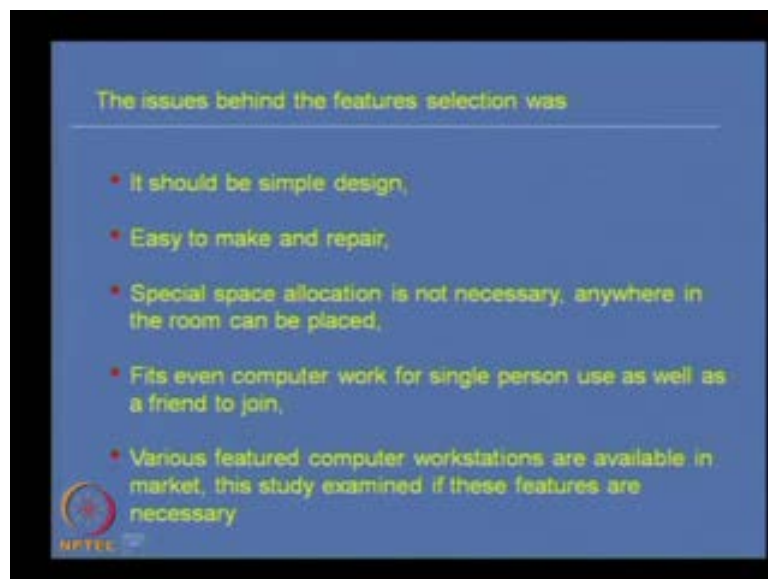 The issues behind the features selection was
• It should be simple design,
• Easy to make and repair,
• Special space allocation is not necessary, anywhere in
the room can be placed,
• Fits even computer work for single person use as well as
a friend to join,
• Various featured computer workstations are available in
market, this study examined if these features are
necessary
NPTEL